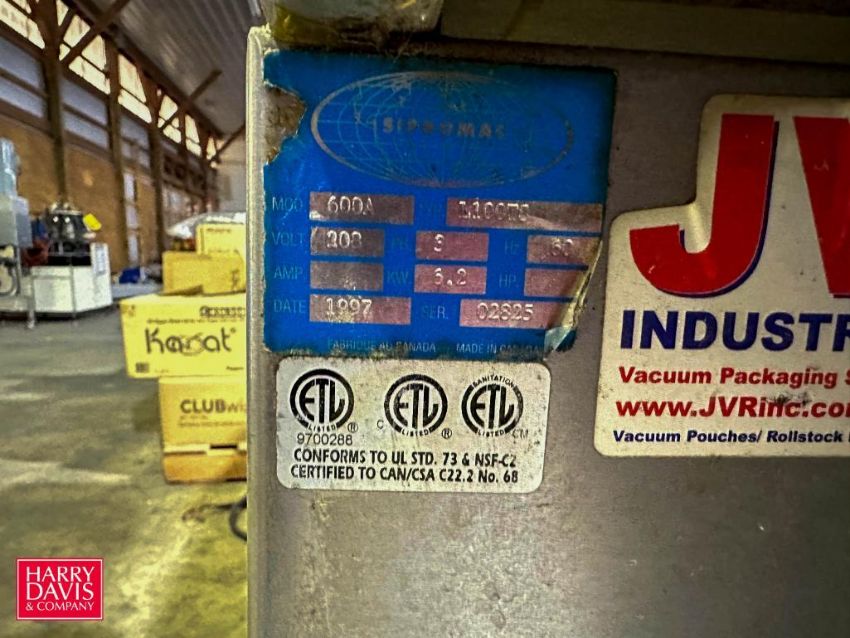 SIPROMAC
MOD. 600A
VOLT 208 PH 3 Hz 60
AMP. KW 6.2 HP
DATE 1997 SER. 02825
FABRIQUÉ AU CANADA MADE IN CANADA
ETL ETL ETL
LISTED LISTED LISTED
SANITATION
9700288
CONFORMS TO UL STD. 73 & NSF-C2
CERTIFIED TO CAN/CSA C22.2 No. 68
INDUSTR
Vacuum Packaging S
www.JVRinc.co
Vacuum Pouches/ Rollstock
Karat
CLUB
HARRY
DAVIS
& COMPANY